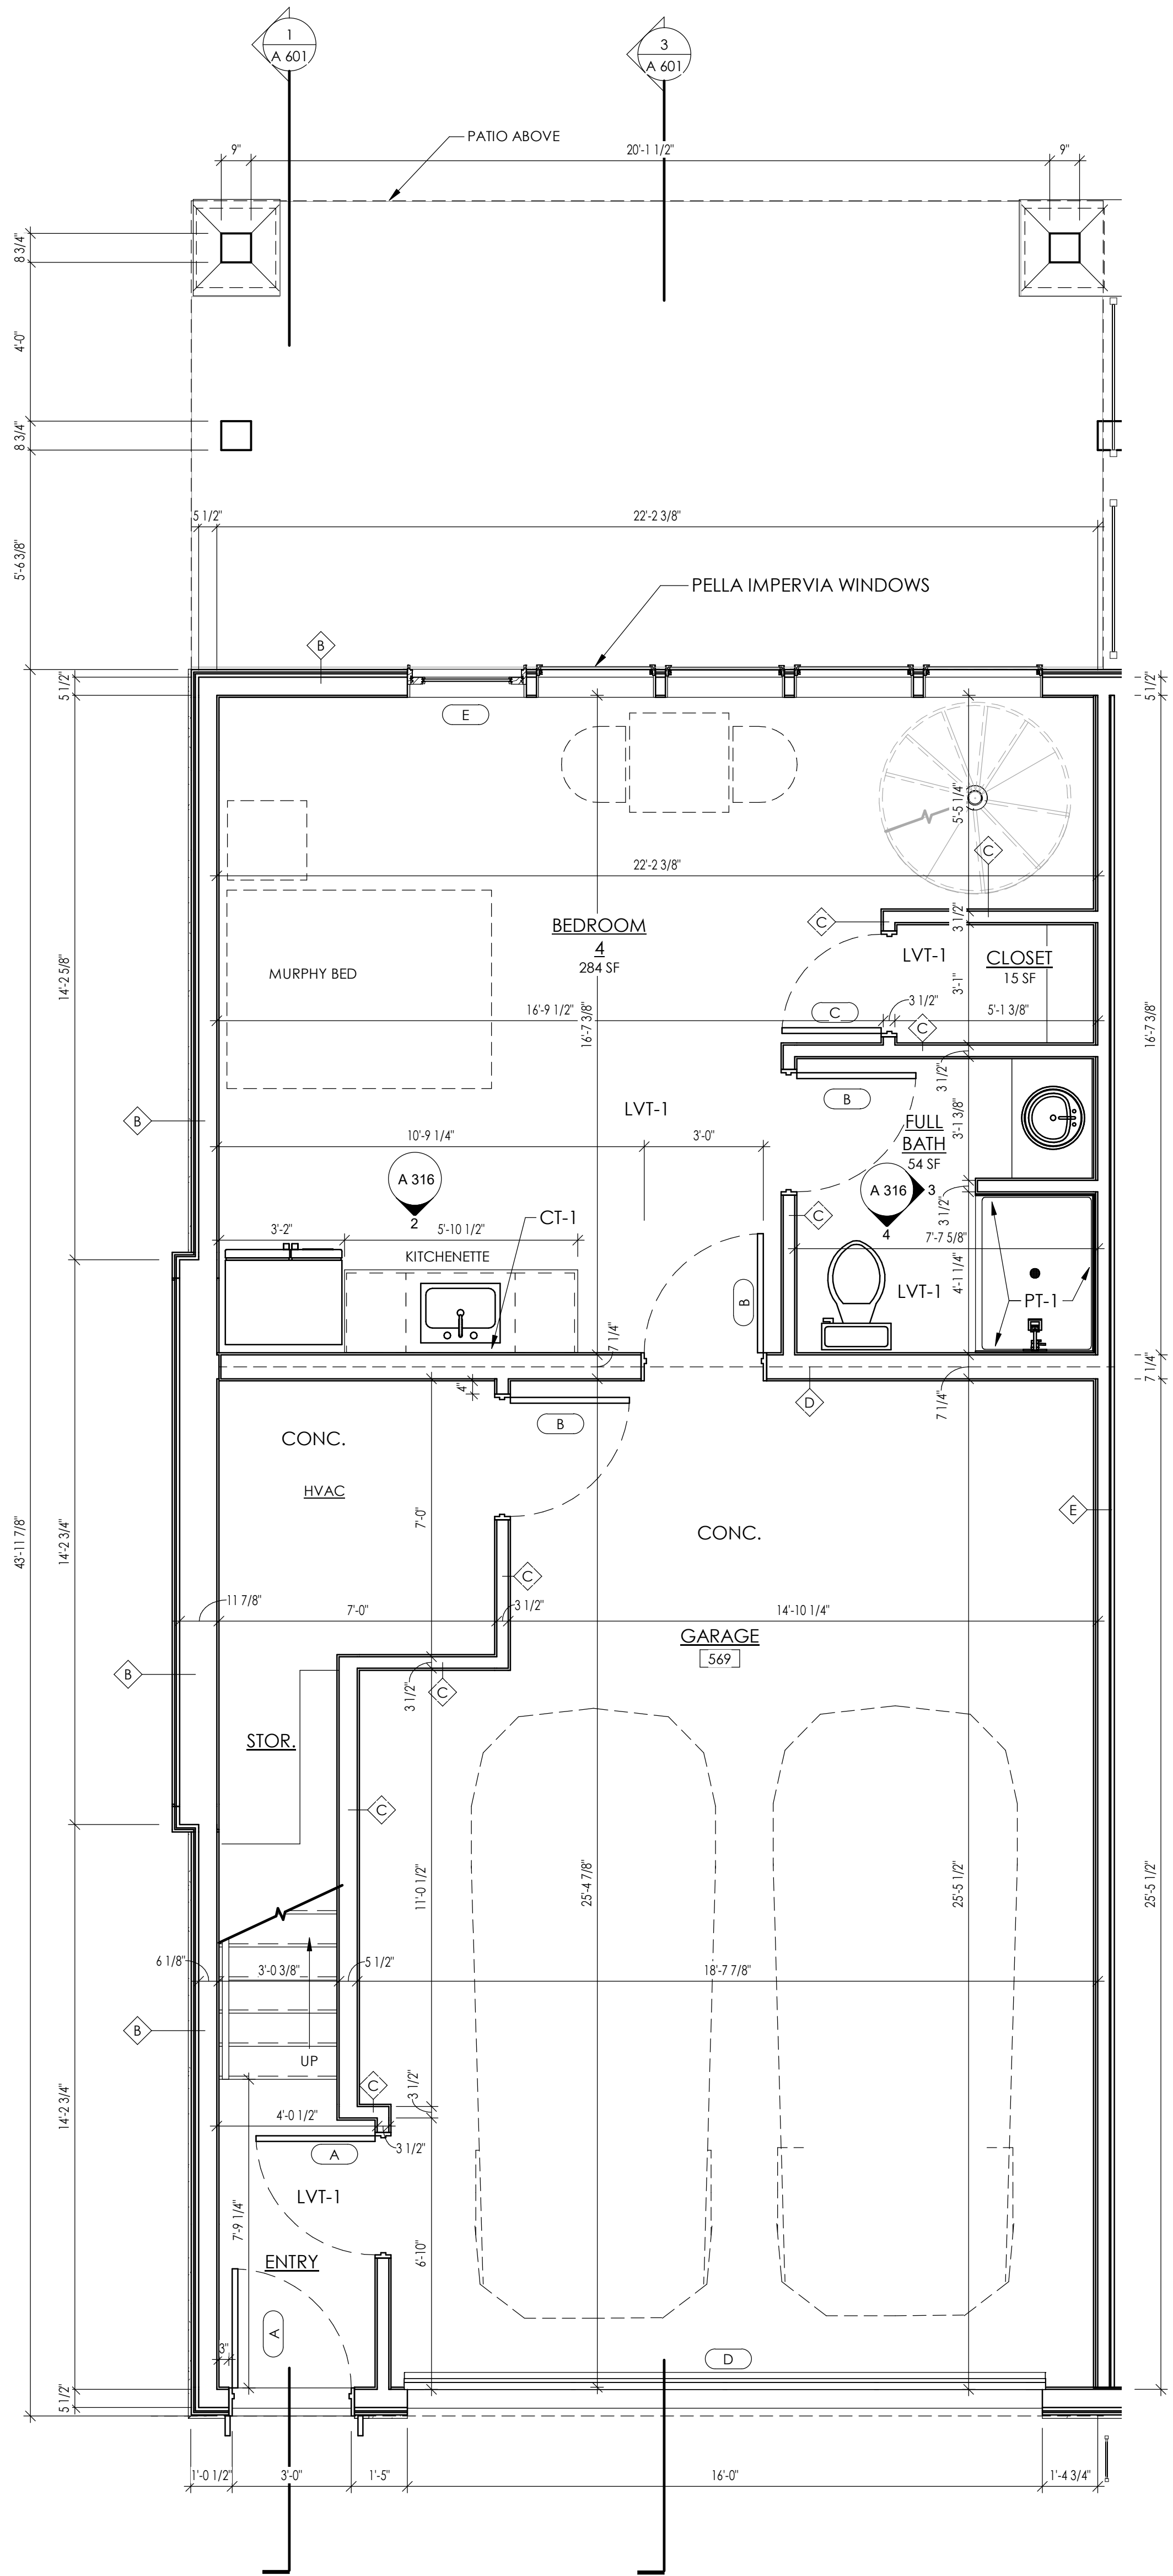 1
A 601
3
A 601
PATIO ABOVE
9"
20'-1 1/2"
9"
8 3/4"
4'-0"
8 3/4"
5'-6 3/8"
5 1/2"
22'-2 3/8"
PELLA IMPERVIA WINDOWS
B
5 1/2"
5 1/2"
E
5'-5 1/4"
C
22'-2 3/8"
3 1/2"
C
BEDROOM
4
284 SF
LVT-1
CLOSET
15 SF
MURPHY BED
14'-2 5/8"
3'-1"
16'-9 1/2"
16'-7 3/8"
C
3 1/2"
C
5'-1 3/8"
16'-7 3/8"
3 1/2"
B
B
LVT-1
FULL
BATH
54 SF
3'-1 3/8"
10'-9 1/4"
3'-0"
A 316
2
A 316
3
4
3 1/2"
C
CT-1
3'-2"
5'-10 1/2"
KITCHENETTE
7'-7 5/8"
4'-1 1/4"
LVT-1
PT-1
B
7 1/4"
7 1/4"
4"
D
7 1/4"
B
CONC.
HVAC
7'-0"
CONC.
E
43'-11 7/8"
14'-2 3/4"
C
11 7/8"
7'-0"
3 1/2"
14'-10 1/4"
GARAGE
569
B
3 1/2"
C
STOR.
C
11'-0 1/2"
25'-4 7/8"
25'-5 1/2"
25'-5 1/2"
6 1/8"
3'-0 3/8"
5 1/2"
18'-7 7/8"
B
UP
C
3 1/2"
14'-2 3/4"
4'-0 1/2"
3 1/2"
A
LVT-1
7'-9 1/4"
6'-10"
ENTRY
A
3"
D
5 1/2"
1'-0 1/2"
3'-0"
1'-5"
16'-0"
1'-4 3/4"